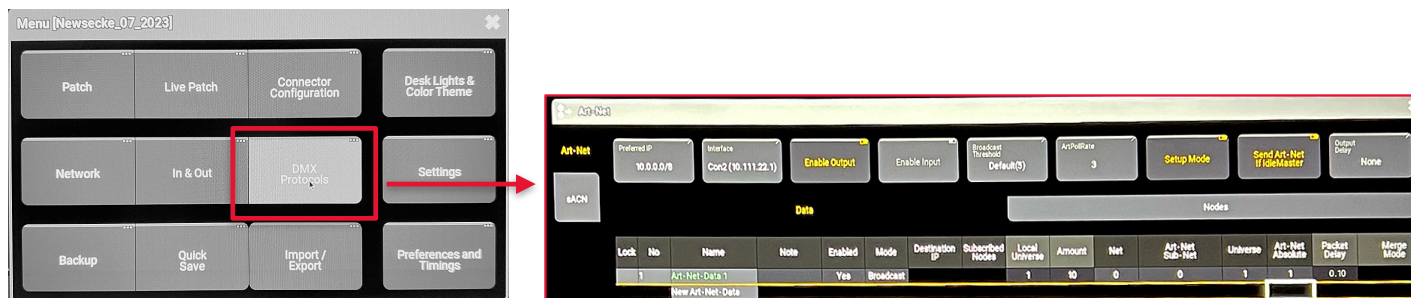 Menu [Newsecke_07_2023]
Patch
Live Patch
Connector
Configuration
Desk Lights &
Color Theme
Network
In & Out
DMX
Protocols
Settings
Backup
Quick
Save
Import /
Export
Preferences and
Timings
Art-Net
Art-Net
sACN
Preferred IP
10.0.0.0/8
Interface
Con2 (10.111.22.1)
Enable Output
Enable Input
Broadcast
Threshold
Default(5)
ArtPollRate
3
Setup Mode
Send Art-Net
If IdleMaster
Output
Delay
None
Data
Nodes
Lock No Name Note Enabled Mode Destination IP Subscribed Nodes Local Universe Amount Net Art-Net Sub-Net Universe Art-Net Absolute Packet Delay Merge Mode
1 Art-Net-Data 1 Yes Broadcast 1 10 0 0 1 1 0.10
New Art-Net-Data